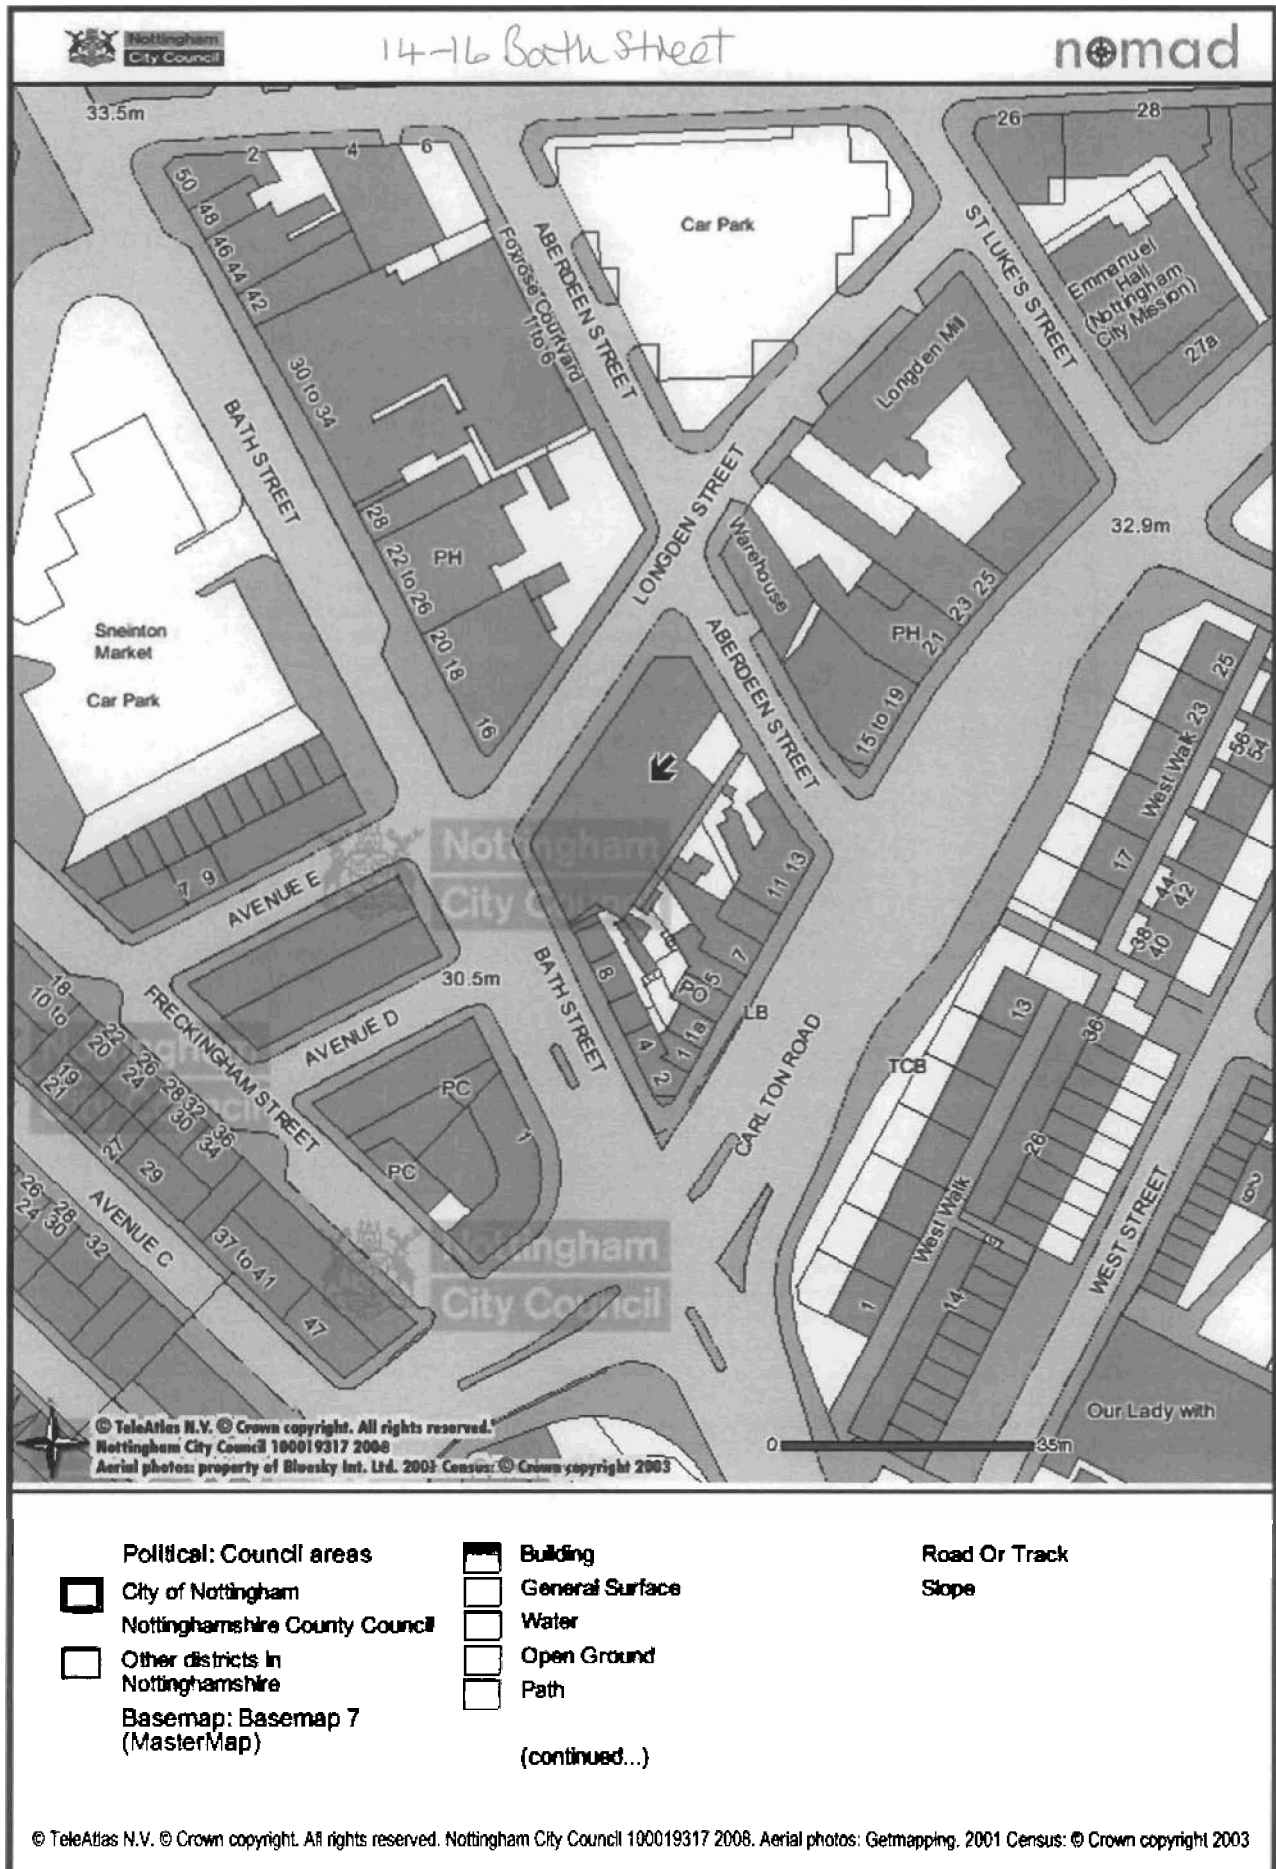 Nottingham
City Council
14-16 Bath Street
nomad
33.5m
2
4
6
26
28
50
48
46
44
42
Car Park
ABERDEEN STREET
Foxrose Courtyard
1 to 6
ST LUKE'S STREET
Emmanuel
Hall
(Nottingham
City Mission)
27a
Longden Mill
30 to 34
BATH STREET
LONGDEN STREET
28
22 to 26
PH
20
18
16
Warehouse
32.9m
Sneinton
Market
Car Park
ABERDEEN STREET
PH
21
23
25
15 to 19
25
23
West Walk
56
54
17
44
42
38
40
7
9
AVENUE E
Nottingham
City Council
11
13
BATH STREET
8
7
5
PO
30.5m
LB
4
2
1
1a
CARLTON ROAD
TCB
13
36
18
10 to
FRECKINGHAM STREET
AVENUE D
22
20
26
24
28
32
30
36
34
19
21
27
29
Nottingham
City Council
PC
PC
1
26
24
28
30
32
AVENUE C
37 to 41
47
Nottingham
City Council
West Walk
26
14
1
WEST STREET
Our Lady with
0
35m
© TeleAtlas N.V. © Crown copyright. All rights reserved.
Nottingham City Council 100019317 2008
Aerial photos: property of Bluesky Int. Ltd. 2001 Census: © Crown copyright 2003
Political: Council areas
City of Nottingham
Nottinghamshire County Council
Other districts in
Nottinghamshire
Basemap: Basemap 7
(MasterMap)
Building
General Surface
Water
Open Ground
Path
(continued...)
Road Or Track
Slope
© TeleAtlas N.V. © Crown copyright. All rights reserved. Nottingham City Council 100019317 2008. Aerial photos: Getmapping, 2001 Census: © Crown copyright 2003